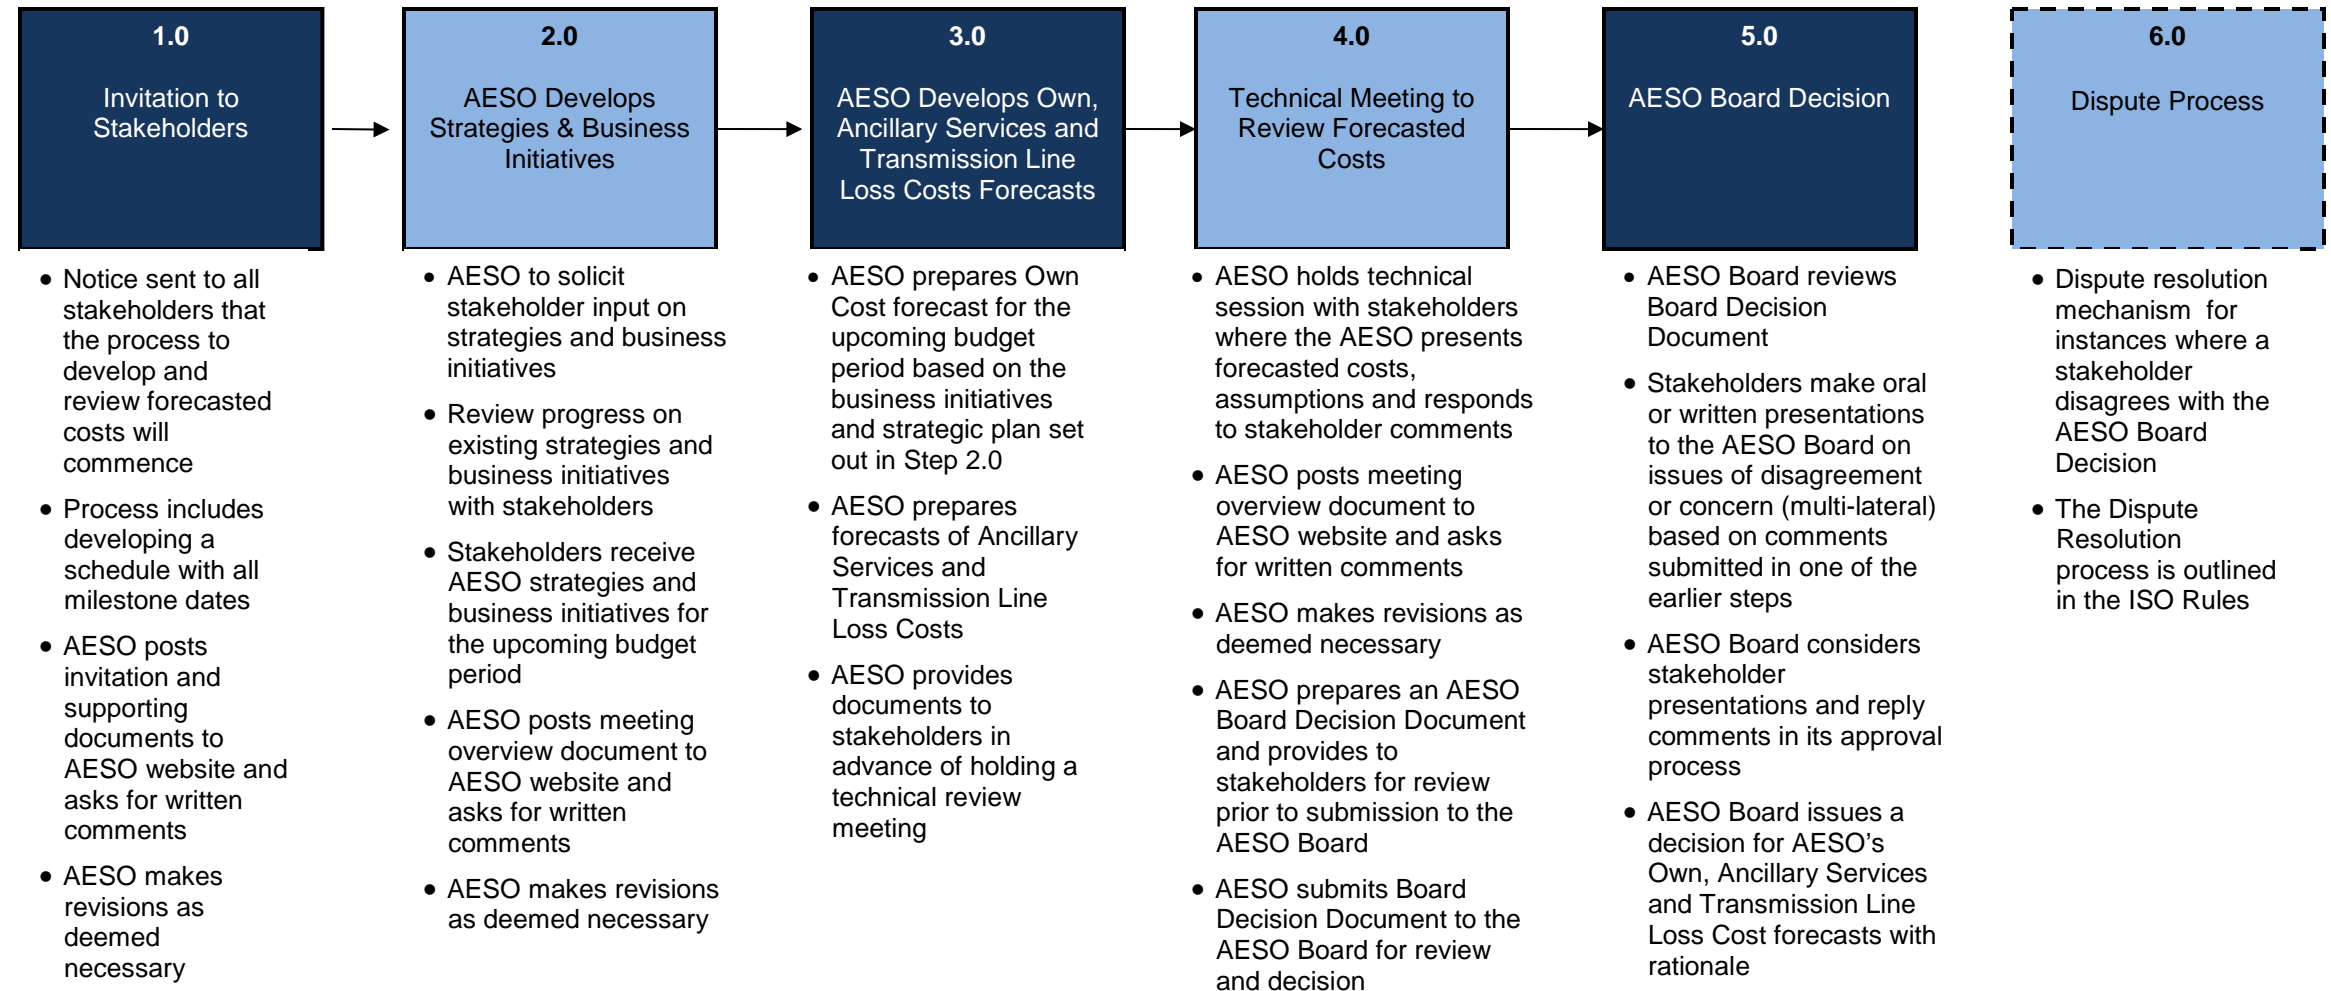 1.0
Invitation to
Stakeholders
• Notice sent to all
stakeholders that
the process to
develop and
review forecasted
costs will
commence
• Process includes
developing a
schedule with all
milestone dates
• AESO posts
invitation and
supporting
documents to
AESO website and
asks for written
comments
• AESO makes
revisions as
deemed
necessary
2.0
AESO Develops
Strategies & Business
Initiatives
• AESO to solicit
stakeholder input on
strategies and business
initiatives
• Review progress on
existing strategies and
business initiatives
with stakeholders
• Stakeholders receive
AESO strategies and
business initiatives for
the upcoming budget
period
• AESO posts meeting
overview document to
AESO website and
asks for written
comments
• AESO makes revisions
as deemed necessary
3.0
AESO Develops Own,
Ancillary Services and
Transmission Line
Loss Costs Forecasts
• AESO prepares Own
Cost forecast for the
upcoming budget
period based on the
business initiatives
and strategic plan set
out in Step 2.0
• AESO prepares
forecasts of Ancillary
Services and
Transmission Line
Loss Costs
• AESO provides
documents to
stakeholders in
advance of holding a
technical review
meeting
4.0
Technical Meeting to
Review Forecasted
Costs
• AESO holds technical
session with stakeholders
where the AESO presents
forecasted costs,
assumptions and responds
to stakeholder comments
• AESO posts meeting
overview document to
AESO website and asks
for written comments
• AESO makes revisions as
deemed necessary
• AESO prepares an AESO
Board Decision Document
and provides to
stakeholders for review
prior to submission to the
AESO Board
• AESO submits Board
Decision Document to the
AESO Board for review
and decision
5.0
AESO Board Decision
• AESO Board reviews
Board Decision
Document
• Stakeholders make oral
or written presentations
to the AESO Board on
issues of disagreement
or concern (multi-lateral)
based on comments
submitted in one of the
earlier steps
• AESO Board considers
stakeholder
presentations and reply
comments in its approval
process
• AESO Board issues a
decision for AESO’s
Own, Ancillary Services
and Transmission Line
Loss Cost forecasts with
rationale
6.0
Dispute Process
• Dispute resolution
mechanism for
instances where a
stakeholder
disagrees with the
AESO Board
Decision
• The Dispute
Resolution
process is outlined
in the ISO Rules